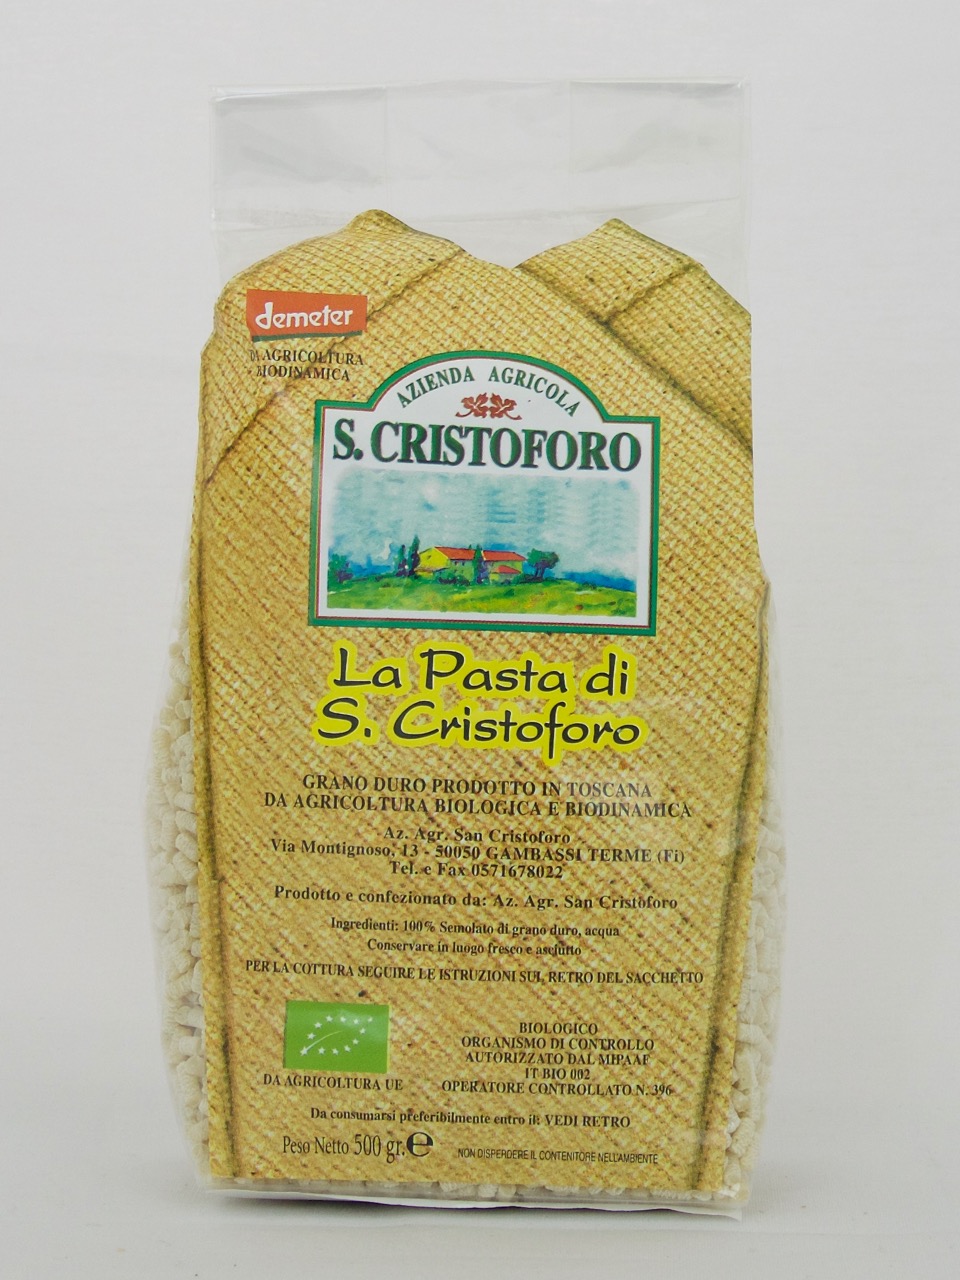 demeter
DA AGRICOLTURA
BIODINAMICA
AZIENDA AGRICOLA
S. CRISTOFORO
La Pasta di
S. Cristoforo
GRANO DURO PRODOTTO IN TOSCANA
DA AGRICOLTURA BIOLOGICA E BIODINAMICA
Az. Agr. San Cristoforo
Via Montignoso, 13 - 50050 GAMBASSI TERME (Fi)
Tel. e Fax 0571678022
Prodotto e confezionato da: Az. Agr. San Cristoforo
Ingredienti: 100% Semolato di grano duro, acqua
Conservare in luogo fresco e asciutto
PER LA COTTURA SEGUIRE LE ISTRUZIONI SUL RETRO DEL SACCHETTO
BIOLOGICO
ORGANISMO DI CONTROLLO
AUTORIZZATO DAL MIPAAF
IT BIO 002
OPERATORE CONTROLLATO N. 396
DA AGRICOLTURA UE
Da consumarsi preferibilmente entro il: VEDI RETRO
Peso Netto 500 gr. e
NON DISPERDERE IL CONTENITORE NELL'AMBIENTE